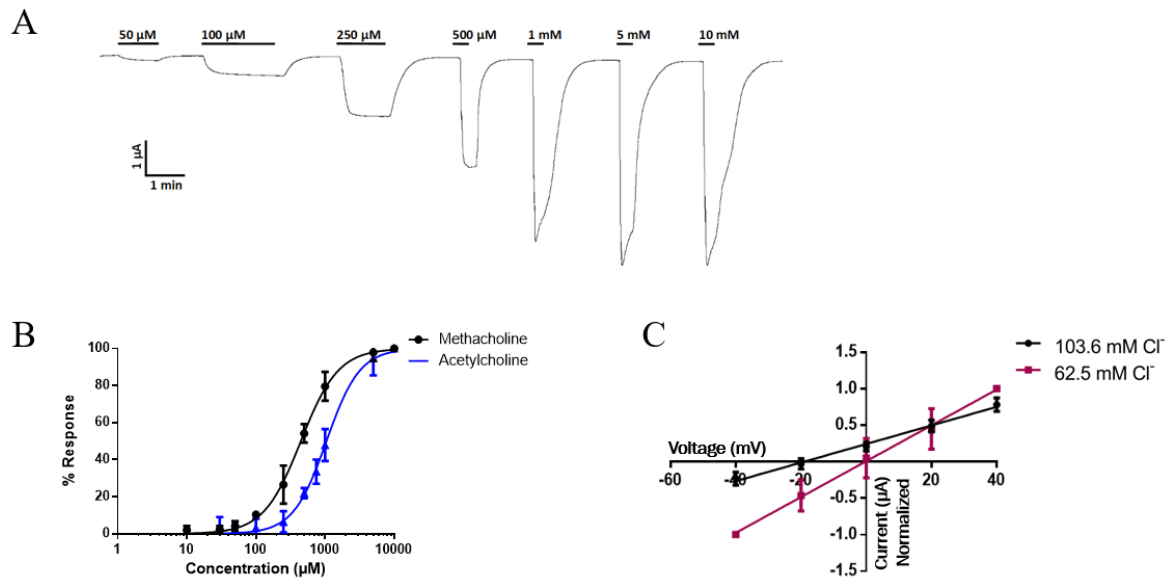 A
50 µM 100 µM 250 µM 500 µM 1 mM 5 mM 10 mM
1 µA
1 min
B
Methacholine
Acetylcholine
100
80
60
40
20
0
% Response
1 10 100 1000 10000
Concentration (µM)
C
103.6 mM Cl⁻
62.5 mM Cl⁻
1.5
1.0
0.5
Voltage (mV)
-60 -40 -20 20 40
-0.5
-1.0
-1.5
Current (µA)
Normalized